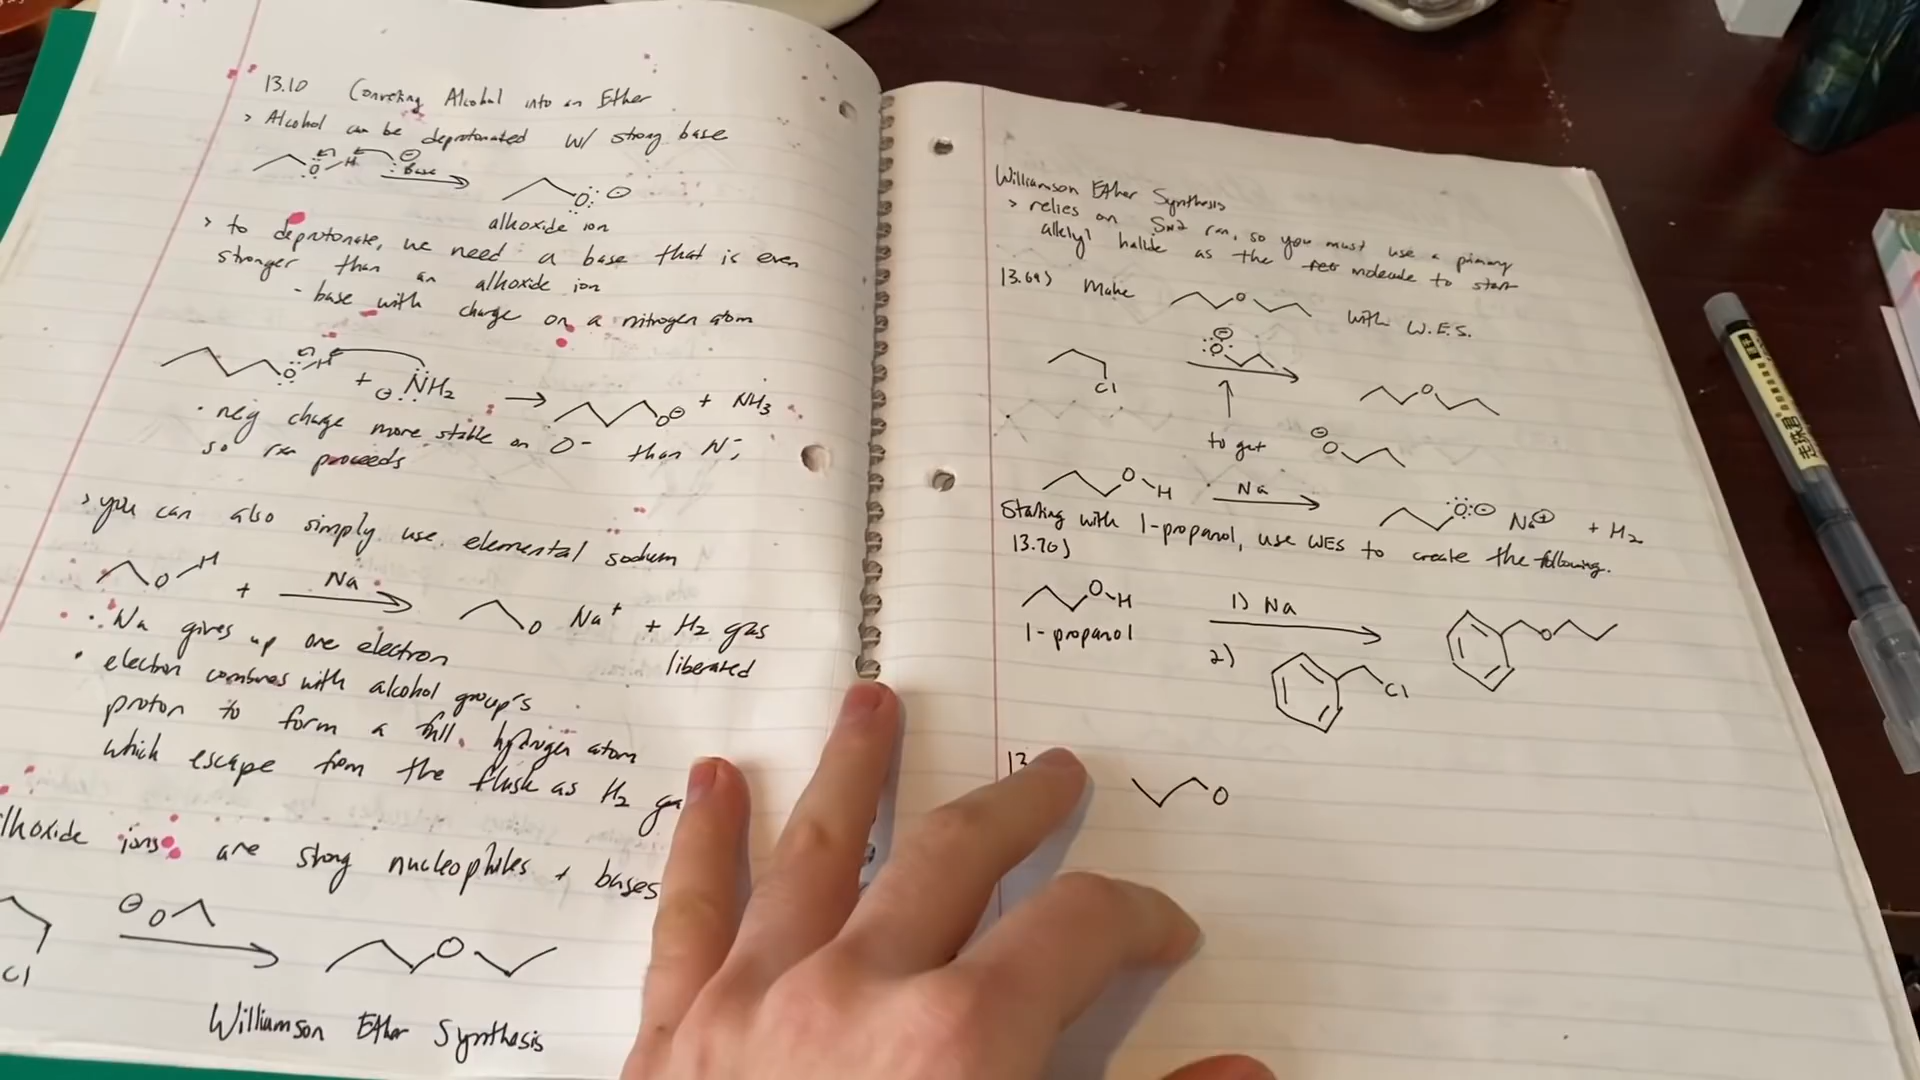 13.10 Converting Alcohol into an Ether
> Alcohol can be deprotonated w/ strong base
O H ⊖ :Base
:O: ⊖
alkoxide ion
> to deprotonate, we need a base that is even
stronger than an alkoxide ion
- base with charge on a nitrogen atom
O H + ⊖ NH2 → O⊖ + NH3
· neg charge more stable on O- than N-,
so rxn proceeds
> you can also simply use elemental sodium
O H + Na → O Na+ + H2 gas
liberated
· Na gives up one electron
· electron combines with alcohol group's
proton to form a full hydrogen atom
which escape from the flask as H2
lkoxide ions are strong nucleophiles + bases
Cl ⊖O → O
Williamson Ether Synthesis
Williamson Ether Synthesis
> relies on SN2 rxn, so you must use a primary
allelyl halide as the molecule to start
13.69) Make O with W.E.S.
Cl ⊖ :O: → O
to get ⊖ O
O-H Na → :O: ⊖ Na⊕ + H2
Starting with 1-propanol, use WES to create the following.
13.70)
O-H 1) Na → O
1-propanol
2) Cl
13
O